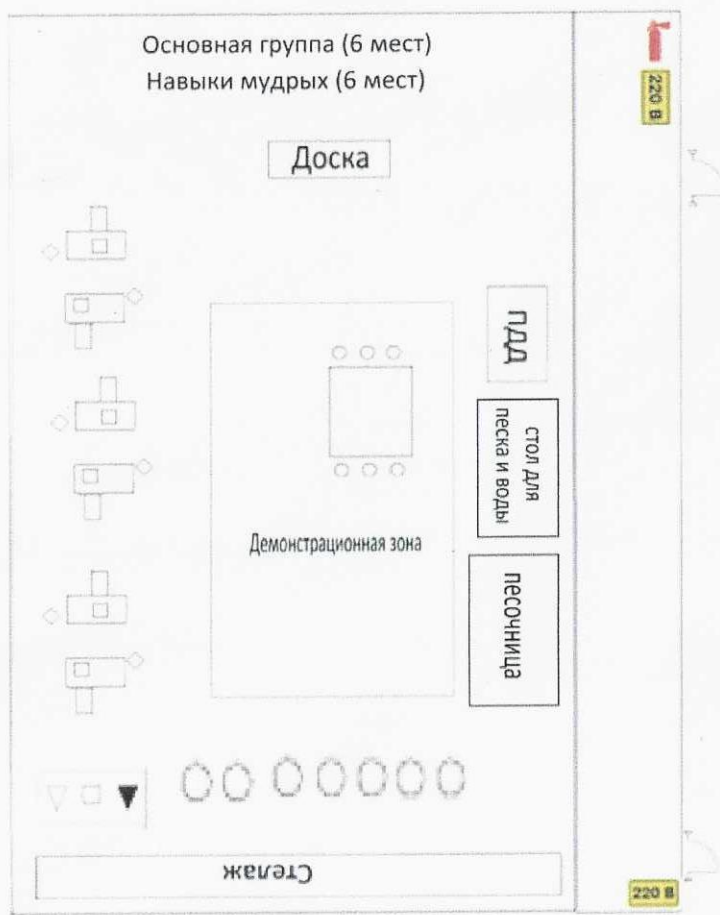 Основная группа (6 мест)
Навыки мудрых (6 мест)
220 В
Доска
ПДД
стол для
песка и воды
Демонстрационная зона
песочница
Стелаж
220 В